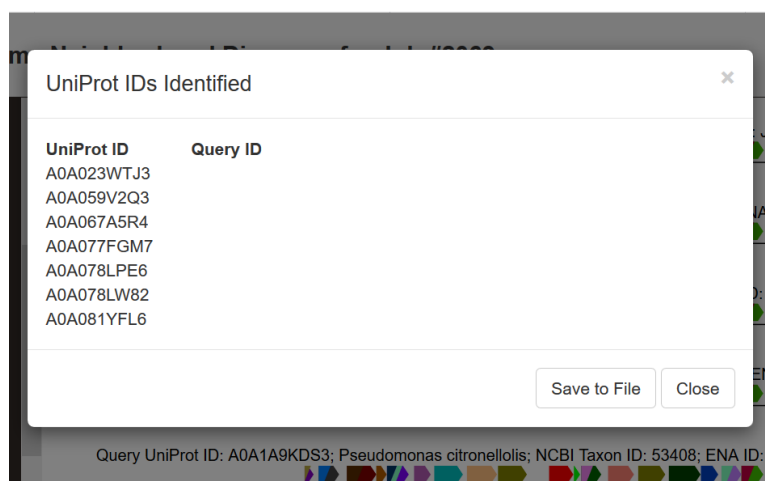 UniProt IDs Identified
×
UniProt ID Query ID
A0A023WTJ3
A0A059V2Q3
A0A067A5R4
A0A077FGM7
A0A078LPE6
A0A078LW82
A0A081YFL6
Save to File Close
Query UniProt ID: A0A1A9KDS3; Pseudomonas citronellolis; NCBI Taxon ID: 53408; ENA ID: